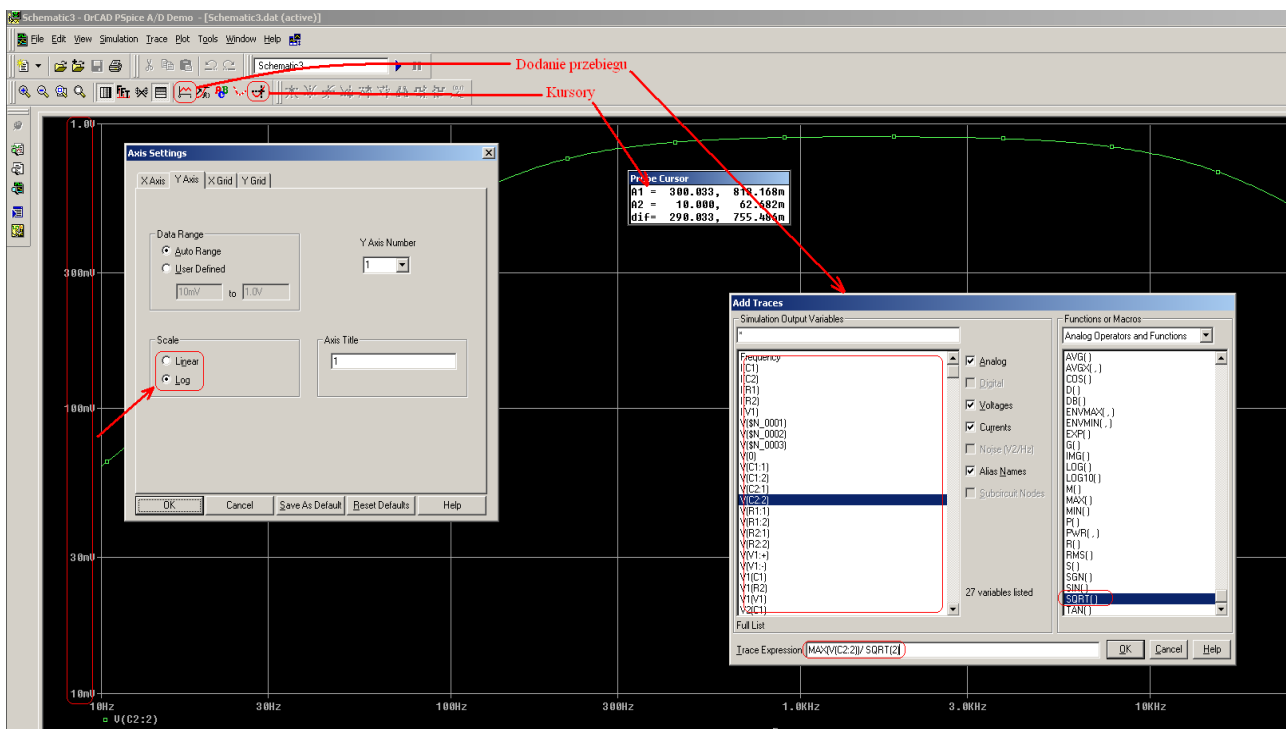 Schematic3 - OrCAD PSpice A/D Demo - [Schematic3.dat (active)]
File Edit View Simulation Trace Plot Tools Window Help
Schematic3
Dodanie przebiegu
Kursory
1.0V
300mV
100mV
30mV
10mV
Axis Settings
X Axis Y Axis X Grid Y Grid
Data Range
Auto Range
User Defined
10mV to 1.0V
Y Axis Number
1
Scale
Linear
Log
Axis Title
1
OK Cancel Save As Default Reset Defaults Help
Probe Cursor
A1 = 300.033, 818.168m
A2 = 10.000, 62.682m
dif= 290.033, 755.486m
Add Traces
Simulation Output Variables
*
Frequency
I(C1)
I(C2)
I(R1)
I(R2)
I(V1)
V($N_0001)
V($N_0002)
V($N_0003)
V(0)
V(C1:1)
V(C1:2)
V(C2:1)
V(C2:2)
V(R1:1)
V(R1:2)
V(R2:1)
V(R2:2)
V(V1:+)
V(V1:-)
V1(C1)
V1(R2)
V1(V1)
V2(C1)
Full List
Analog
Digital
Voltages
Currents
Noise (V2/Hz)
Alias Names
Subcircuit Nodes
27 variables listed
Functions or Macros
Analog Operators and Functions
AVG()
AVGX(,)
COS()
D()
DB()
ENVMAX(,)
ENVMIN(,)
EXP()
G()
IMG()
LOG()
LOG10()
M()
MAX()
MIN()
P()
PWR(,)
R()
RMS()
S()
SGN()
SIN()
SQRT()
TAN()
Trace Expression: MAX(V(C2:2))/ SQRT(2)
OK Cancel Help
10Hz 30Hz 100Hz 300Hz 1.0KHz 3.0KHz 10KHz
V(C2:2)